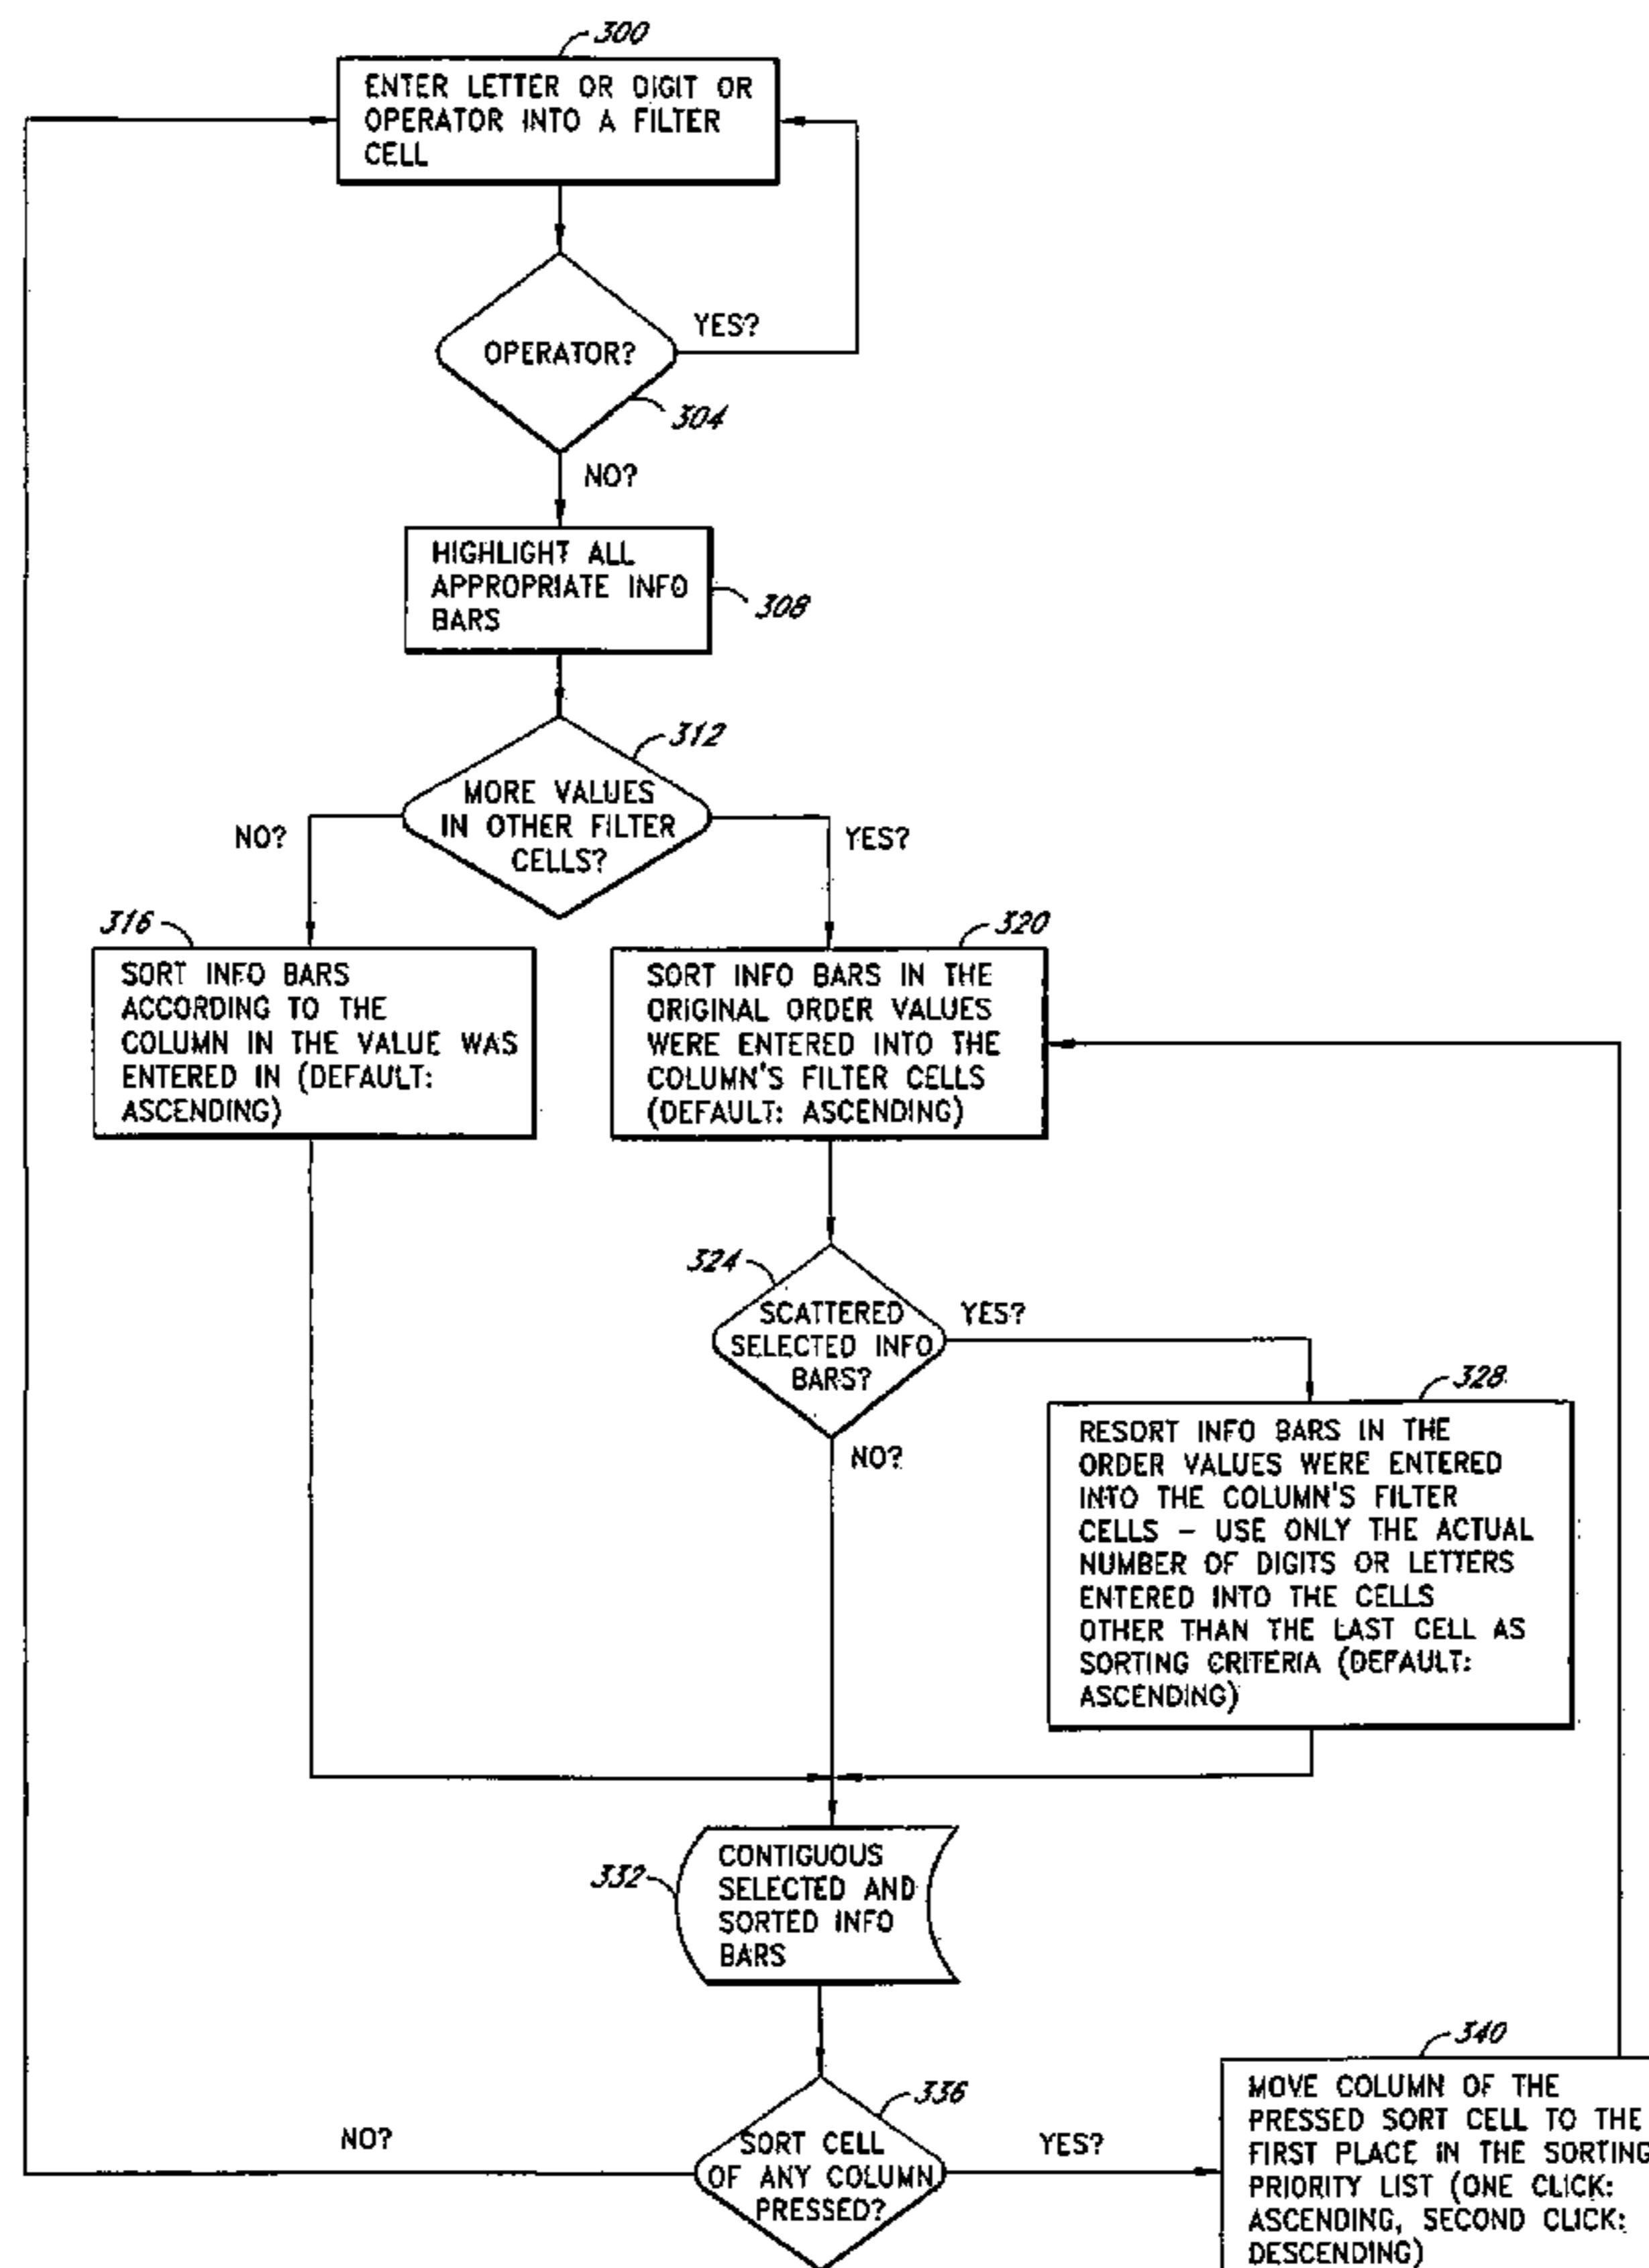 300
ENTER LETTER OR DIGIT OR
OPERATOR INTO A FILTER
CELL
OPERATOR?
YES?
304
NO?
HIGHLIGHT ALL
APPROPRIATE INFO
BARS
308
312
MORE VALUES
IN OTHER FILTER
CELLS?
NO?
YES?
316
SORT INFO BARS
ACCORDING TO THE
COLUMN IN THE VALUE WAS
ENTERED IN (DEFAULT:
ASCENDING)
320
SORT INFO BARS IN THE
ORIGINAL ORDER VALUES
WERE ENTERED INTO THE
COLUMN'S FILTER CELLS
(DEFAULT: ASCENDING)
324
SCATTERED
SELECTED INFO
BARS?
YES?
NO?
328
RESORT INFO BARS IN THE
ORDER VALUES WERE ENTERED
INTO THE COLUMN'S FILTER
CELLS – USE ONLY THE ACTUAL
NUMBER OF DIGITS OR LETTERS
ENTERED INTO THE CELLS
OTHER THAN THE LAST CELL AS
SORTING CRITERIA (DEFAULT:
ASCENDING)
332
CONTIGUOUS
SELECTED AND
SORTED INFO
BARS
336
SORT CELL
OF ANY COLUMN
PRESSED?
NO?
YES?
340
MOVE COLUMN OF THE
PRESSED SORT CELL TO THE
FIRST PLACE IN THE SORTING
PRIORITY LIST (ONE CLICK:
ASCENDING, SECOND CLICK:
DESCENDING)